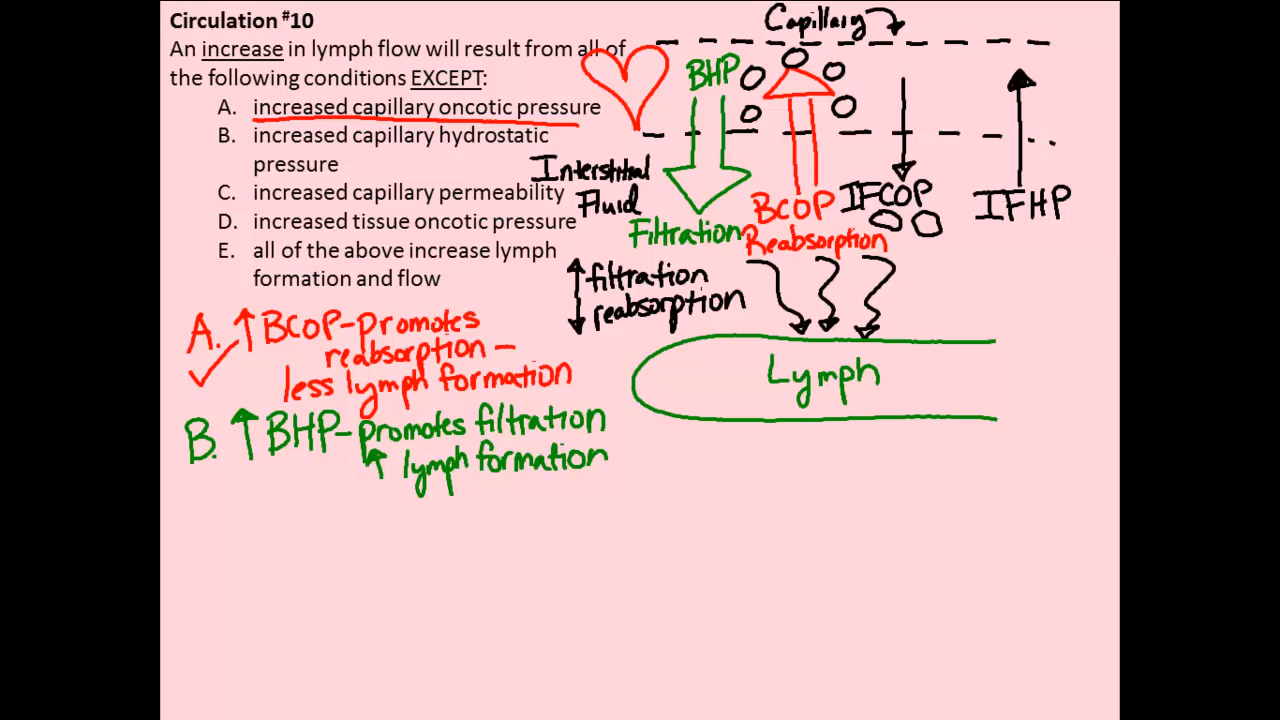 Circulation #10
An increase in lymph flow will result from all of
the following conditions EXCEPT:
A. increased capillary oncotic pressure
B. increased capillary hydrostatic
pressure
C. increased capillary permeability
D. increased tissue oncotic pressure
E. all of the above increase lymph
formation and flow
Capillary
BHP
Interstitial
Fluid
Filtration
BCOP
Reabsorption
IFCOP
IFHP
↑ filtration
↓ reabsorption
Lymph
A. ↑ BCOP - promotes
reabsorption -
less lymph formation
B. ↑ BHP - promotes filtration
↑ lymph formation